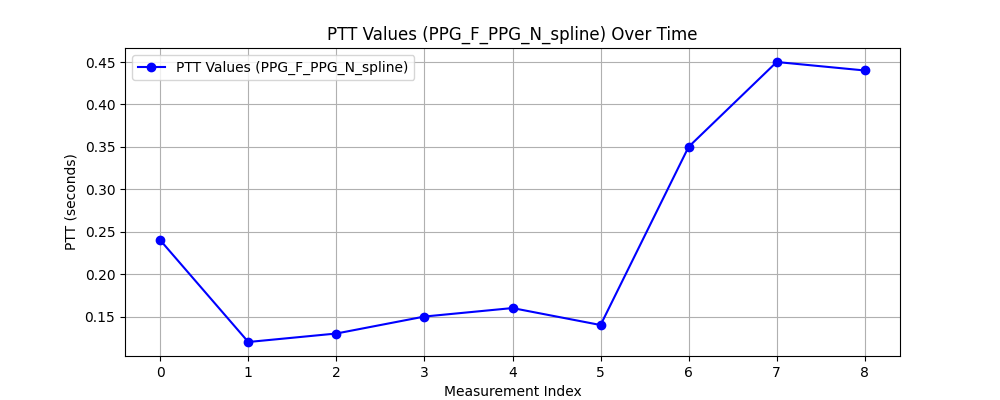 PTT Values (PPG_F_PPG_N_spline) Over Time
PTT Values (PPG_F_PPG_N_spline)
PTT (seconds)
0.45
0.40
0.35
0.30
0.25
0.20
0.15
0 1 2 3 4 5 6 7 8
Measurement Index